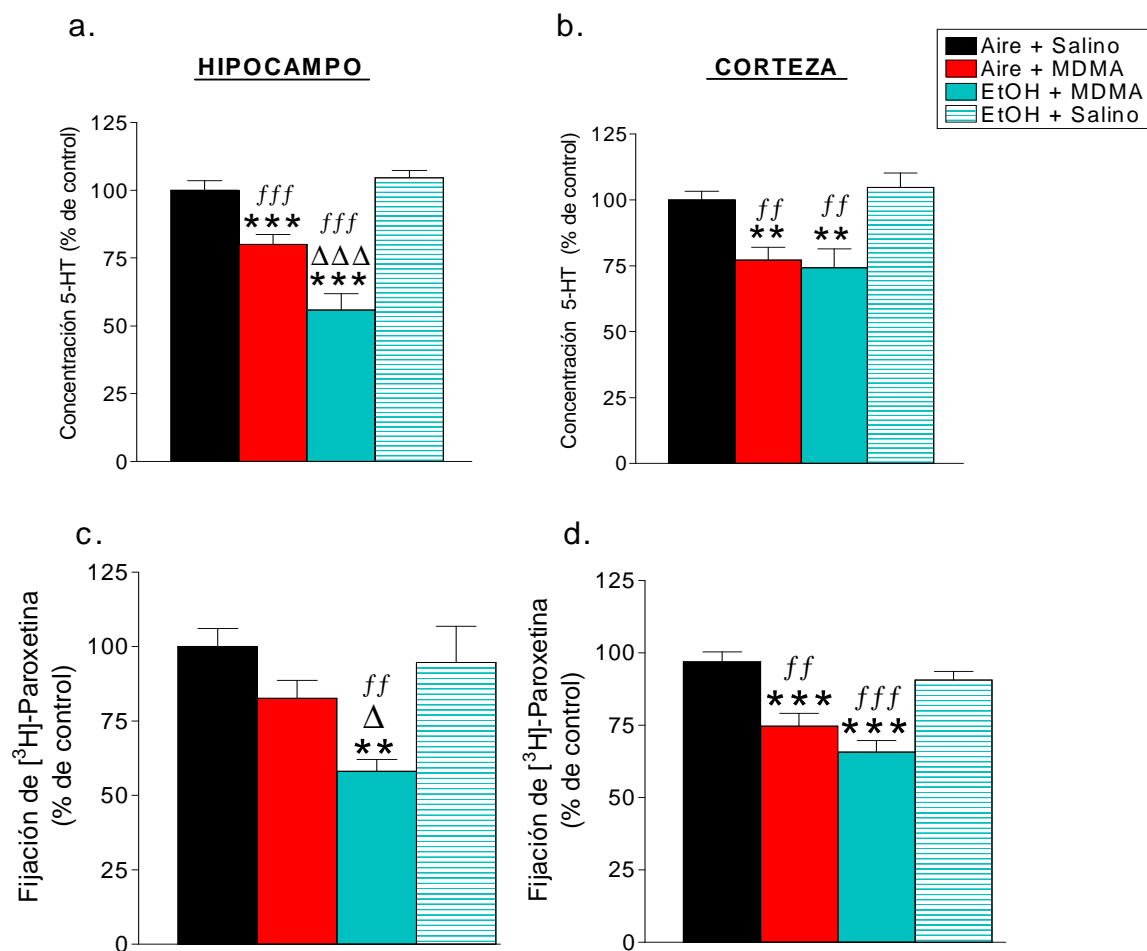 a.
HIPOCAMPO
b.
CORTEZA
Aire + Salino
Aire + MDMA
EtOH + MDMA
EtOH + Salino
Concentración 5-HT (% de control)
125
100
75
50
25
0
fff
***
fff
ΔΔΔ
***
Concentración 5-HT (% de control)
125
100
75
50
25
0
ff
**
ff
**
c.
Fijación de [³H]-Paroxetina
(% de control)
125
100
75
50
25
0
ff
Δ
**
d.
Fijación de [³H]-Paroxetina
(% de control)
125
100
75
50
25
0
ff
***
fff
***